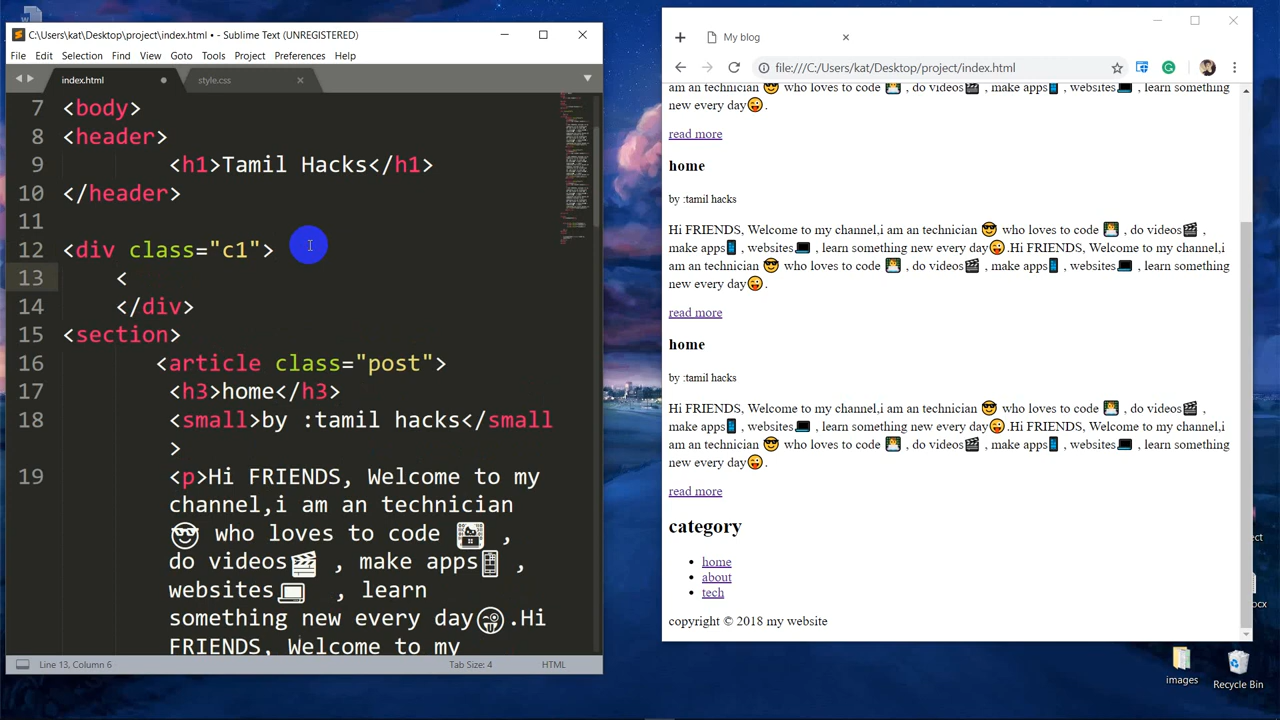 C:\Users\kat\Desktop\project\index.html • - Sublime Text (UNREGISTERED)
File Edit Selection Find View Goto Tools Project Preferences Help
index.html
style.css
7 <body>
8 <header>
9 <h1>Tamil Hacks</h1>
10 </header>
11
12 <div class="c1">
13 <
14 </div>
15 <section>
16 <article class="post">
17 <h3>home</h3>
18 <small>by :tamil hacks</small
>
19 <p>Hi FRIENDS, Welcome to my
channel,i am an technician
😎 who loves to code 👩‍💻 ,
do videos🎬 , make apps📱 ,
websites💻 , learn
something new every day😜.Hi
FRIENDS, Welcome to my
Line 13, Column 6
Tab Size: 4
HTML
My blog
file:///C:/Users/kat/Desktop/project/index.html
am an technician 😎 who loves to code 👩‍💻 , do videos🎬 , make apps📱 , websites💻 , learn something
new every day😜.
read more
home
by :tamil hacks
Hi FRIENDS, Welcome to my channel,i am an technician 😎 who loves to code 👩‍💻 , do videos🎬 ,
make apps📱 , websites💻 , learn something new every day😜.Hi FRIENDS, Welcome to my channel,i
am an technician 😎 who loves to code 👩‍💻 , do videos🎬 , make apps📱 , websites💻 , learn something
new every day😜.
read more
home
by :tamil hacks
Hi FRIENDS, Welcome to my channel,i am an technician 😎 who loves to code 👩‍💻 , do videos🎬 ,
make apps📱 , websites💻 , learn something new every day😜.Hi FRIENDS, Welcome to my channel,i
am an technician 😎 who loves to code 👩‍💻 , do videos🎬 , make apps📱 , websites💻 , learn something
new every day😜.
read more
category
• home
• about
• tech
copyright © 2018 my website
images
Recycle Bin